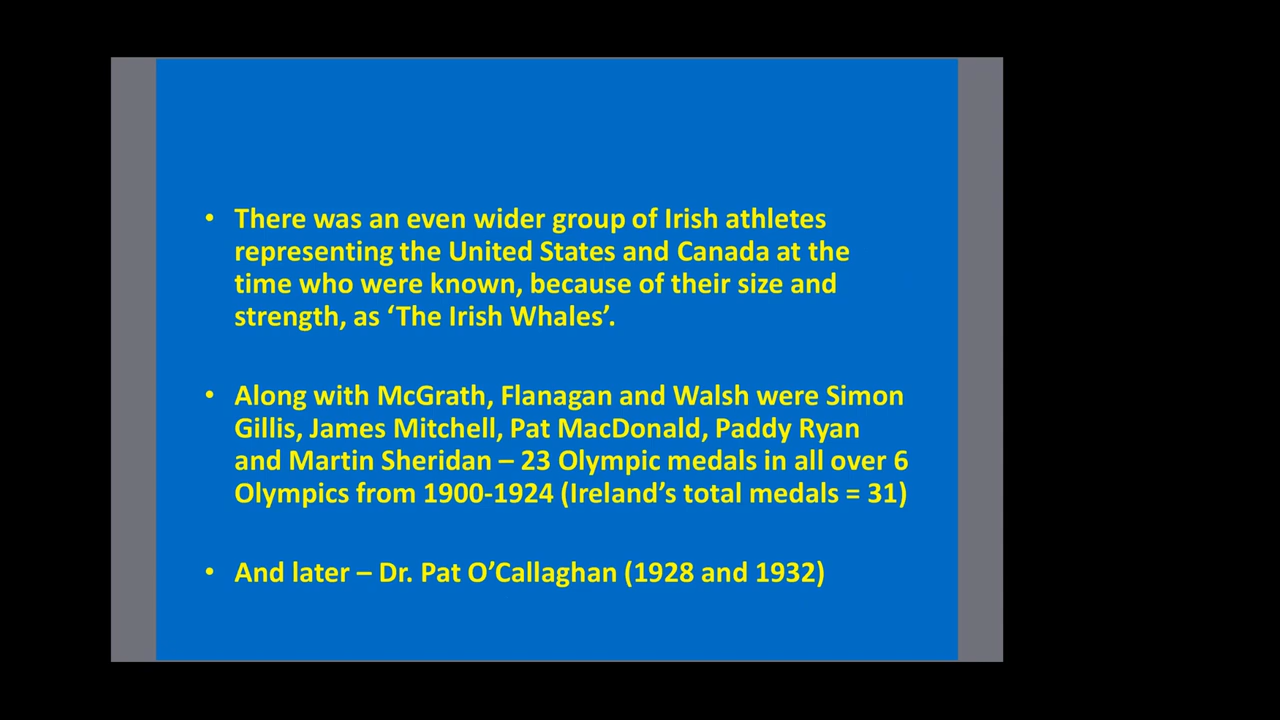 • There was an even wider group of Irish athletes
representing the United States and Canada at the
time who were known, because of their size and
strength, as ‘The Irish Whales’.
• Along with McGrath, Flanagan and Walsh were Simon
Gillis, James Mitchell, Pat MacDonald, Paddy Ryan
and Martin Sheridan – 23 Olympic medals in all over 6
Olympics from 1900-1924 (Ireland’s total medals = 31)
• And later – Dr. Pat O’Callaghan (1928 and 1932)